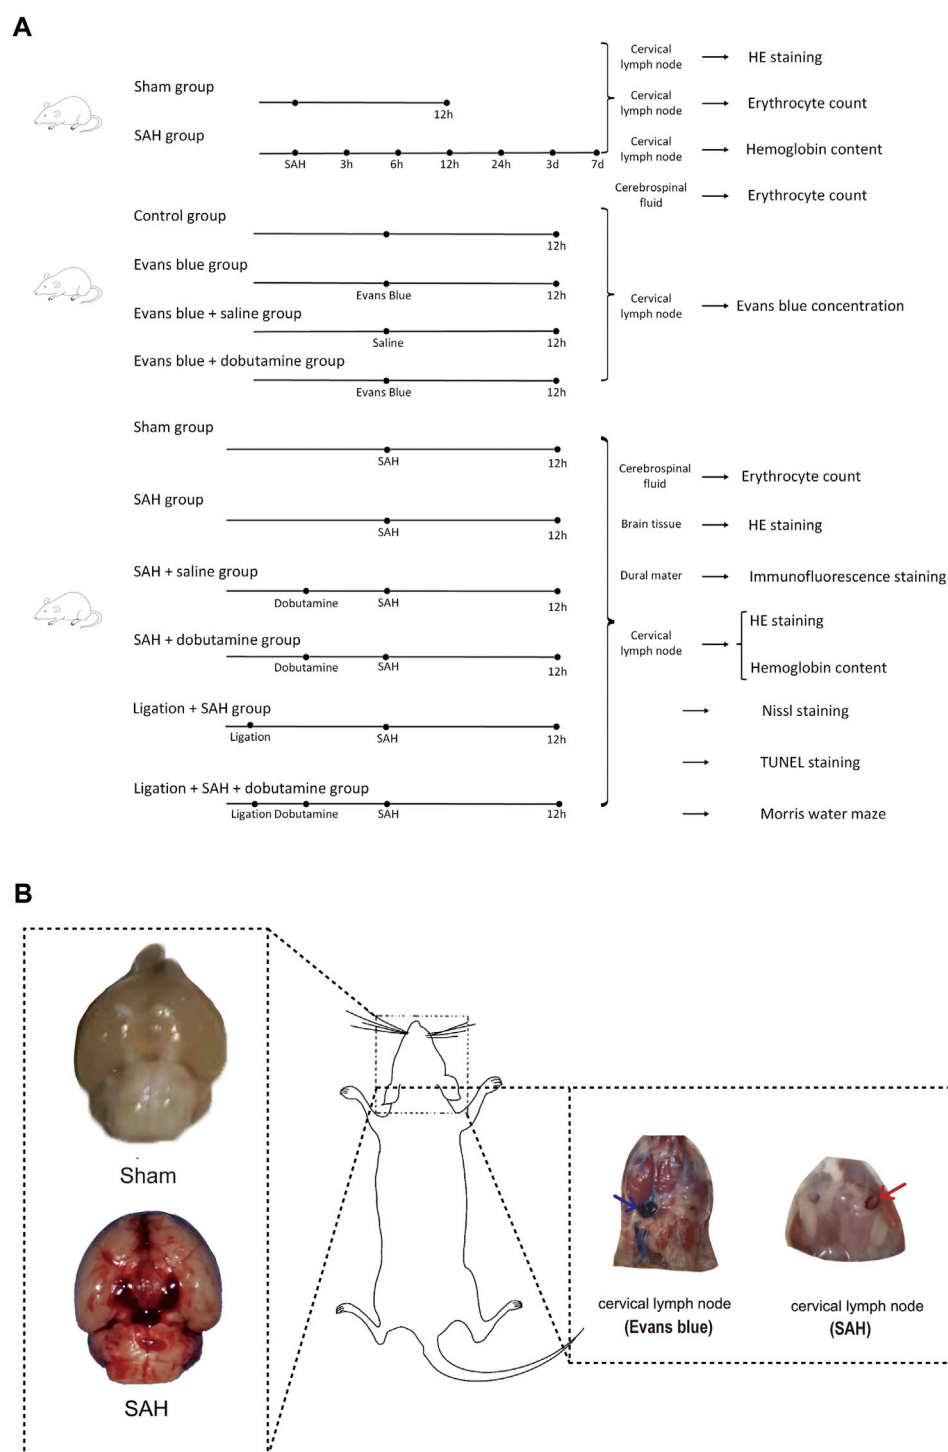 A
Sham group
12h
SAH group
SAH 3h 6h 12h 24h 3d 7d
Cervical
lymph node
HE staining
Cervical
lymph node
Erythrocyte count
Cervical
lymph node
Hemoglobin content
Cerebrospinal
fluid
Erythrocyte count
Control group
12h
Evans blue group
Evans Blue 12h
Evans blue + saline group
Saline 12h
Evans blue + dobutamine group
Evans Blue 12h
Cervical
lymph node
Evans blue concentration
Sham group
SAH 12h
SAH group
SAH 12h
SAH + saline group
Dobutamine SAH 12h
SAH + dobutamine group
Dobutamine SAH 12h
Ligation + SAH group
Ligation SAH 12h
Ligation + SAH + dobutamine group
Ligation Dobutamine SAH 12h
Cerebrospinal
fluid
Erythrocyte count
Brain tissue
HE staining
Dural mater
Immunofluorescence staining
Cervical
lymph node
HE staining
Hemoglobin content
Nissl staining
TUNEL staining
Morris water maze
B
Sham
SAH
cervical lymph node
(Evans blue)
cervical lymph node
(SAH)